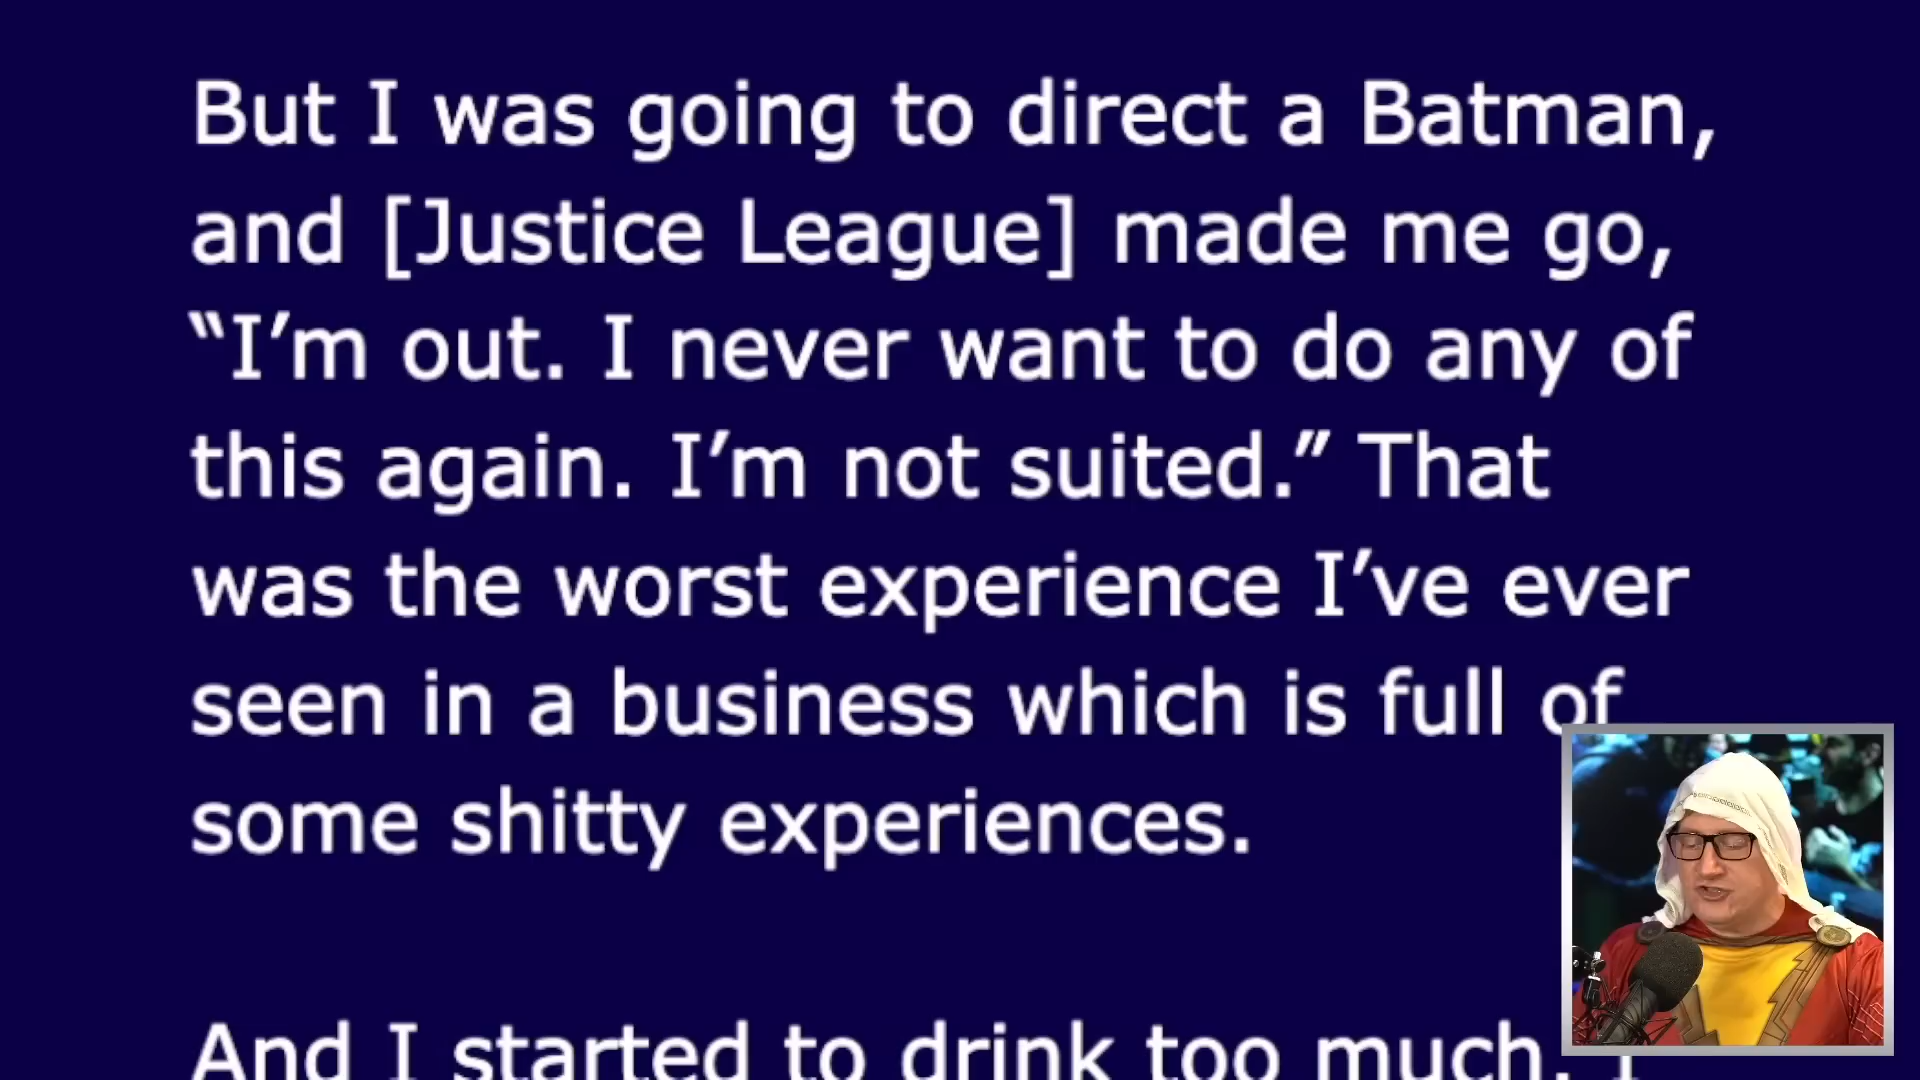 But I was going to direct a Batman,
and [Justice League] made me go,
“I’m out. I never want to do any of
this again. I’m not suited.” That
was the worst experience I’ve ever
seen in a business which is full of
some shitty experiences.
And I started to drink too much. I